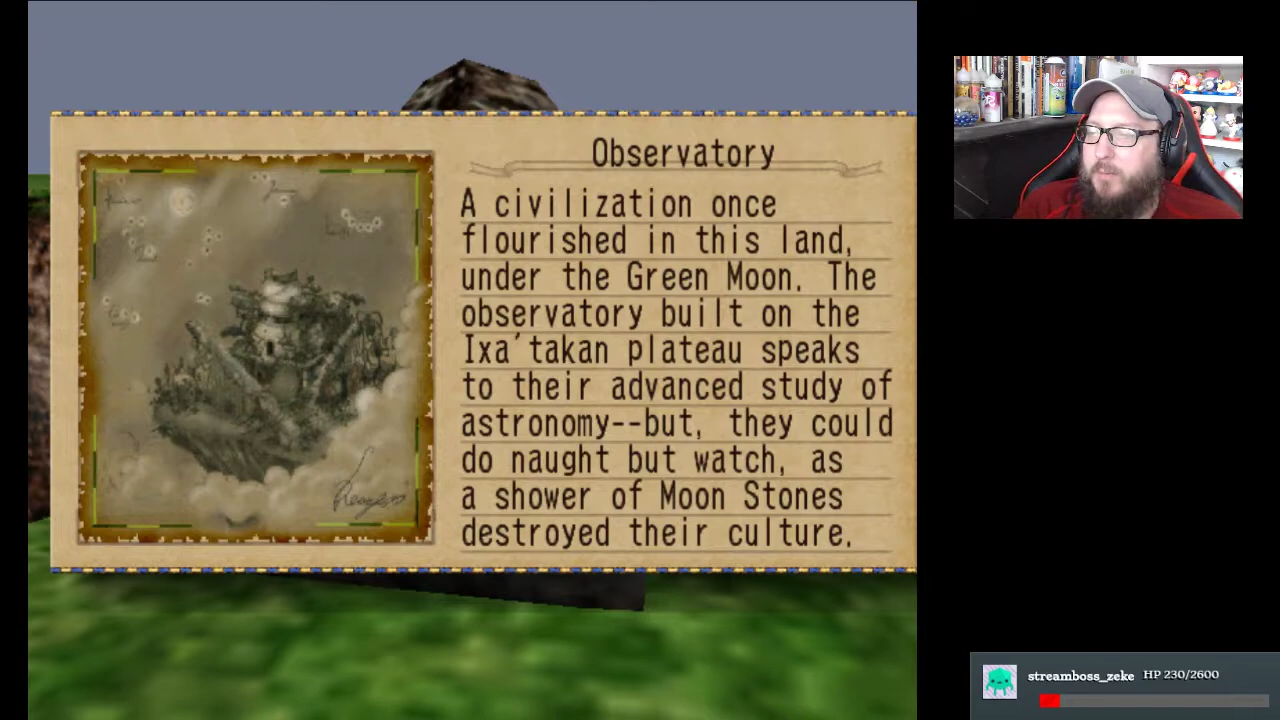 Observatory
A civilization once
flourished in this land,
under the Green Moon. The
observatory built on the
Ixa'takan plateau speaks
to their advanced study of
astronomy--but, they could
do naught but watch, as
a shower of Moon Stones
destroyed their culture.
streamboss_zeke HP 230/2600